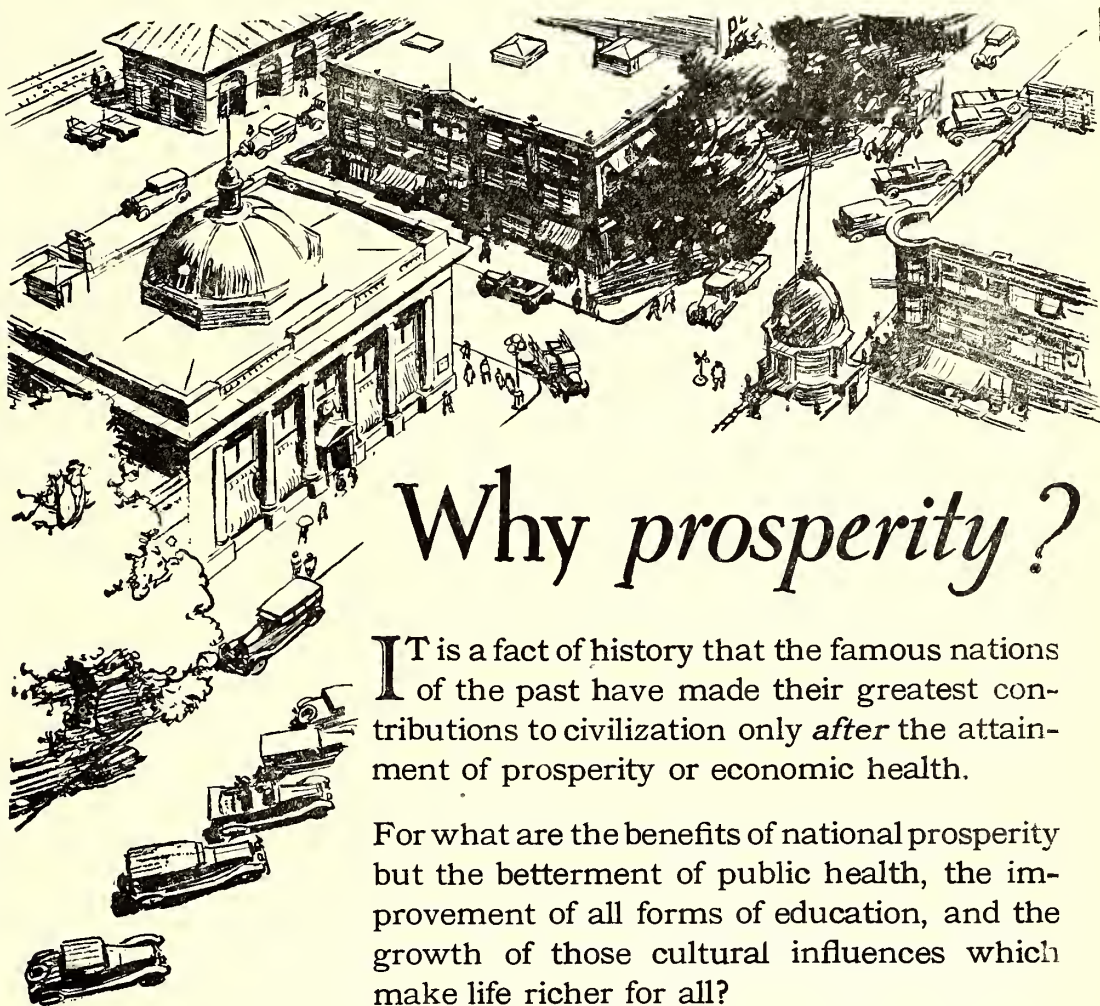 Why prosperity?
IT is a fact of history that the famous nations
of the past have made their greatest con-
tributions to civilization only after the attain-
ment of prosperity or economic health.
For what are the benefits of national prosperity
but the betterment of public health, the im-
provement of all forms of education, and the
growth of those cultural influences which
make life richer for all?